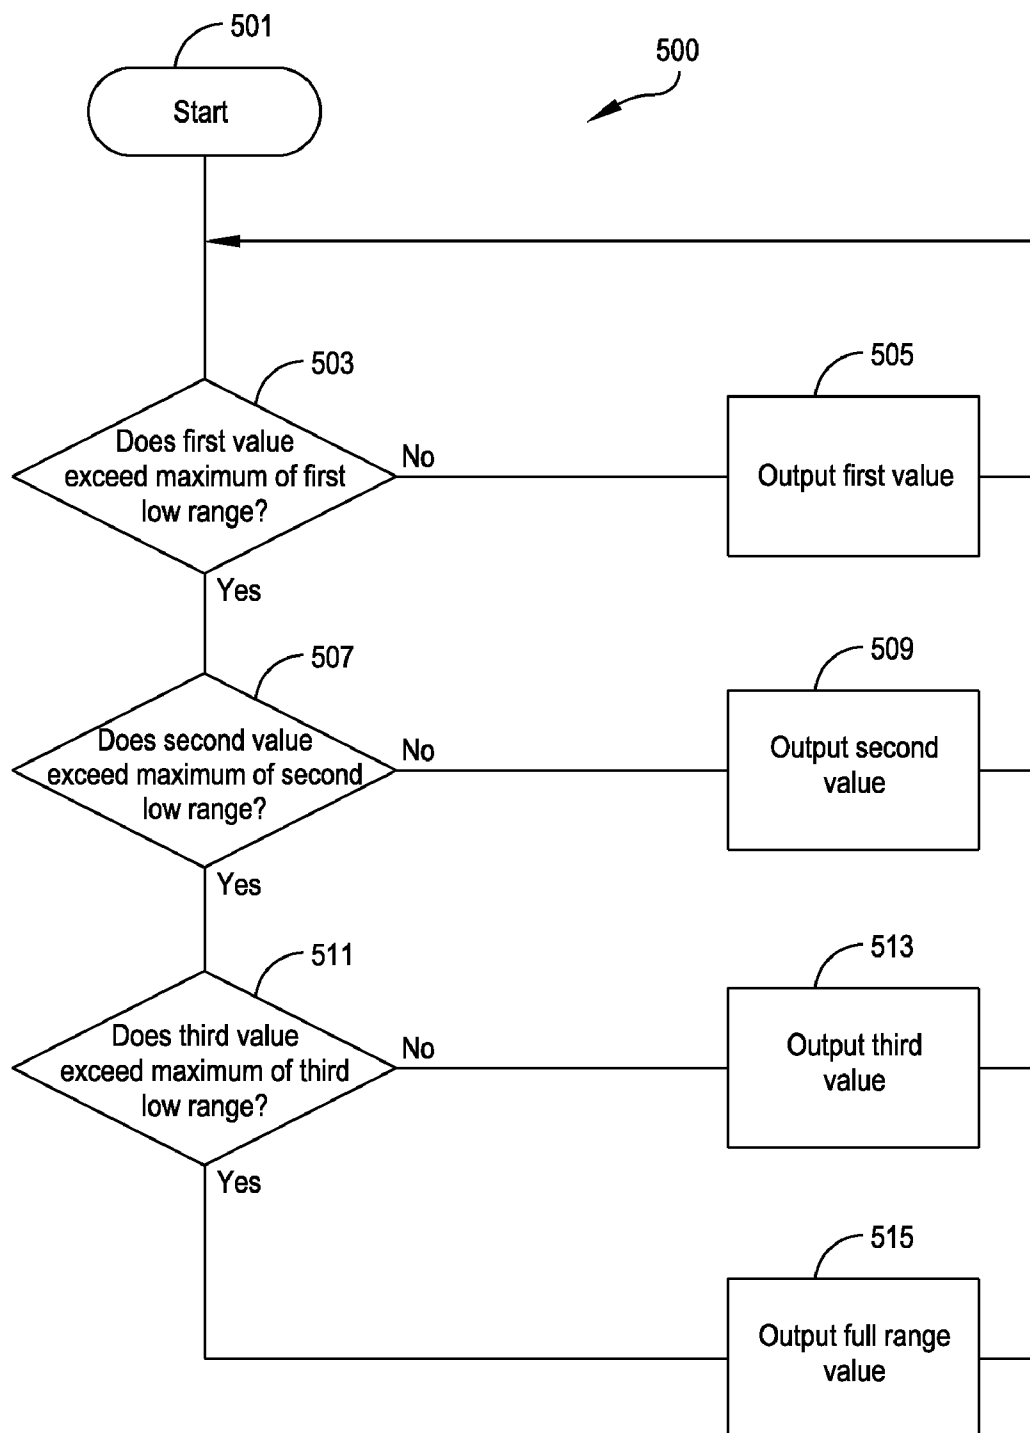 501
500
Start
503
505
Does first value
exceed maximum of first
low range?
No
Output first value
Yes
507
509
Does second value
exceed maximum of second
low range?
No
Output second
value
Yes
511
513
Does third value
exceed maximum of third
low range?
No
Output third
value
Yes
515
Output full range
value